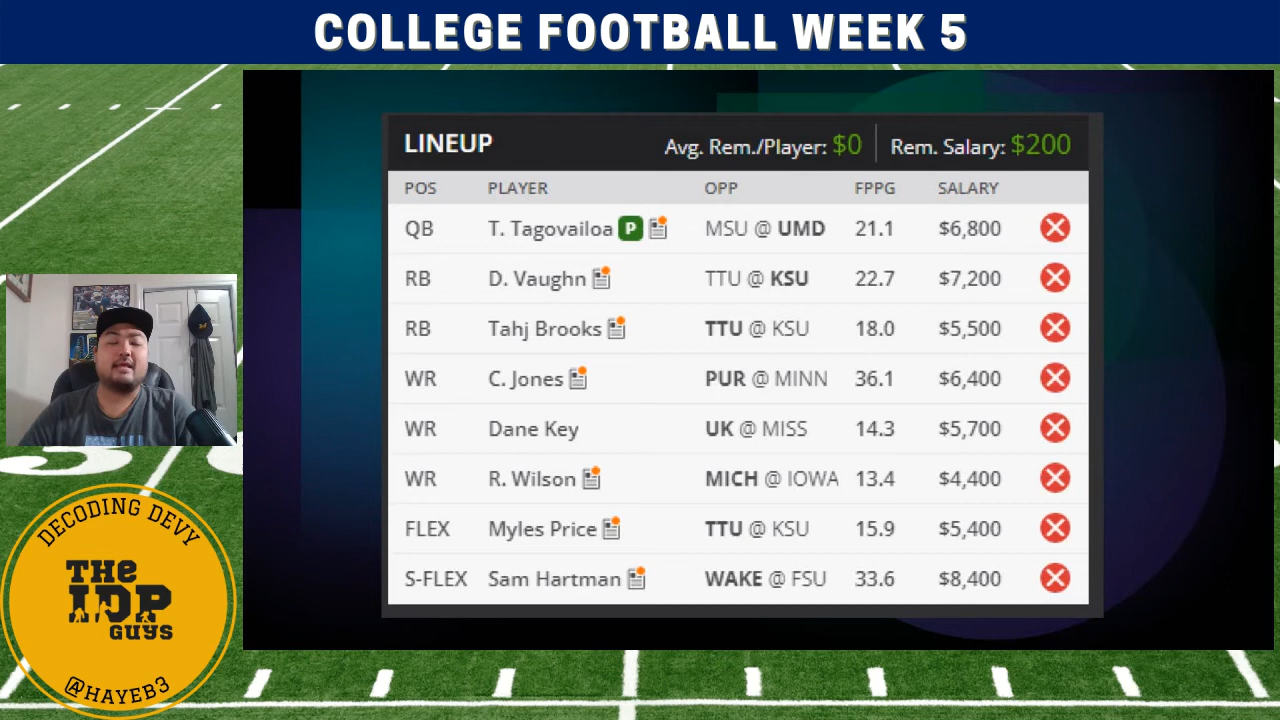 COLLEGE FOOTBALL WEEK 5
LINEUP Avg. Rem./Player: $0 Rem. Salary: $200
POS PLAYER OPP FPPG SALARY
QB T. Tagovailoa P MSU @ UMD 21.1 $6,800
RB D. Vaughn TTU @ KSU 22.7 $7,200
RB Tahj Brooks TTU @ KSU 18.0 $5,500
WR C. Jones PUR @ MINN 36.1 $6,400
WR Dane Key UK @ MISS 14.3 $5,700
WR R. Wilson MICH @ IOWA 13.4 $4,400
FLEX Myles Price TTU @ KSU 15.9 $5,400
S-FLEX Sam Hartman WAKE @ FSU 33.6 $8,400
DECODING DEVY
THE
IDP
GUYS
@HAYEB3